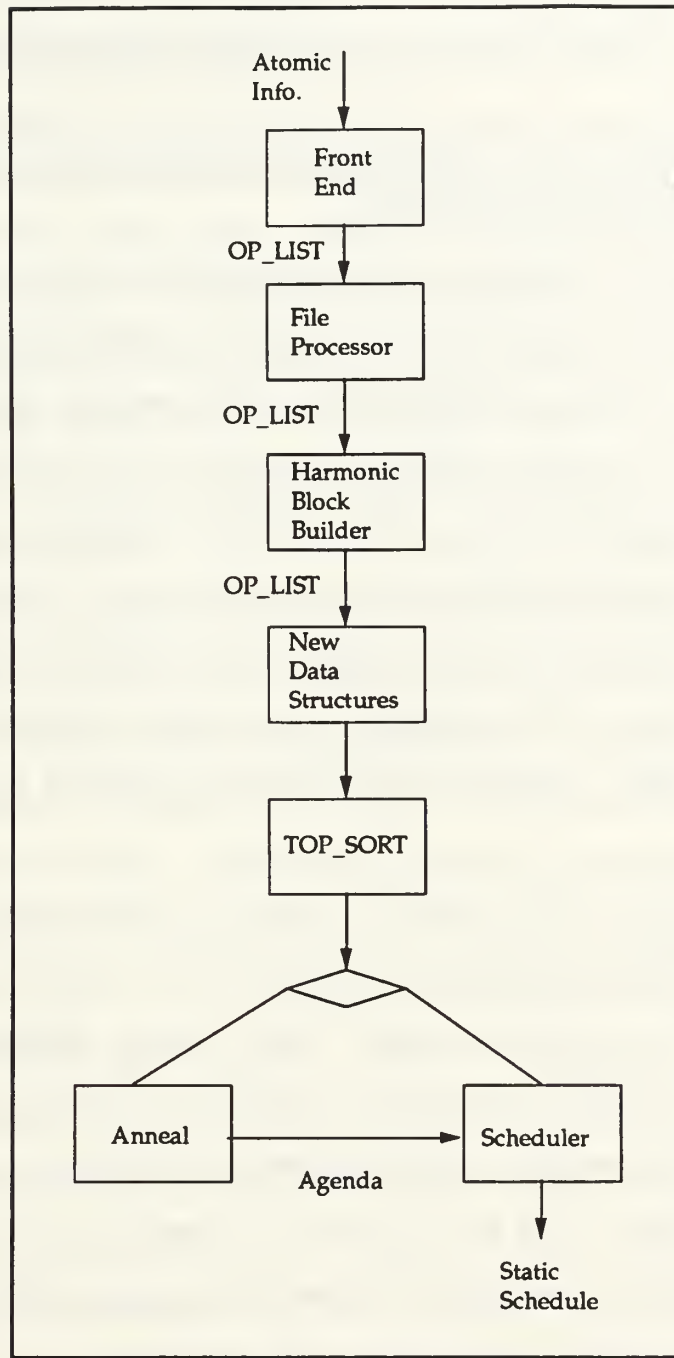 Atomic
Info.
Front
End
OP_LIST
File
Processor
OP_LIST
Harmonic
Block
Builder
OP_LIST
New
Data
Structures
TOP_SORT
Anneal
Scheduler
Agenda
Static
Schedule